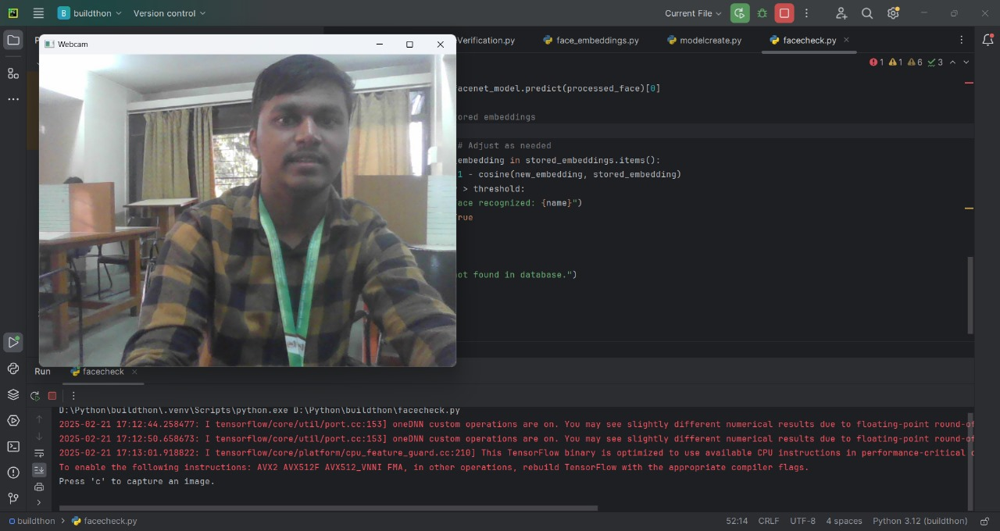 buildthon
Version control
Current File
Webcam
Verification.py
face_embeddings.py
modelcreate.py
facecheck.py
1 1 6 3
acenet_model.predict(processed_face)[0]
ored embeddings
# Adjust as needed
embedding in stored_embeddings.items():
1 - cosine(new_embedding, stored_embedding)
> threshold:
ace recognized: {name}")
rue
ot found in database.")
Run
facecheck
D:\Python\buildthon\.venv\Scripts\python.exe D:\Python\buildthon\facecheck.py
2025-02-21 17:12:44.258477: I tensorflow/core/util/port.cc:153] oneDNN custom operations are on. You may see slightly different numerical results due to floating-point round-of
2025-02-21 17:12:50.658673: I tensorflow/core/util/port.cc:153] oneDNN custom operations are on. You may see slightly different numerical results due to floating-point round-of
2025-02-21 17:13:01.918822: I tensorflow/core/platform/cpu_feature_guard.cc:210] This TensorFlow binary is optimized to use available CPU instructions in performance-critical
To enable the following instructions: AVX2 AVX512F AVX512_VNNI FMA, in other operations, rebuild TensorFlow with the appropriate compiler flags.
Press 'c' to capture an image.
buildthon > facecheck.py
52:14 CRLF UTF-8 4 spaces Python 3.12 (buildthon)